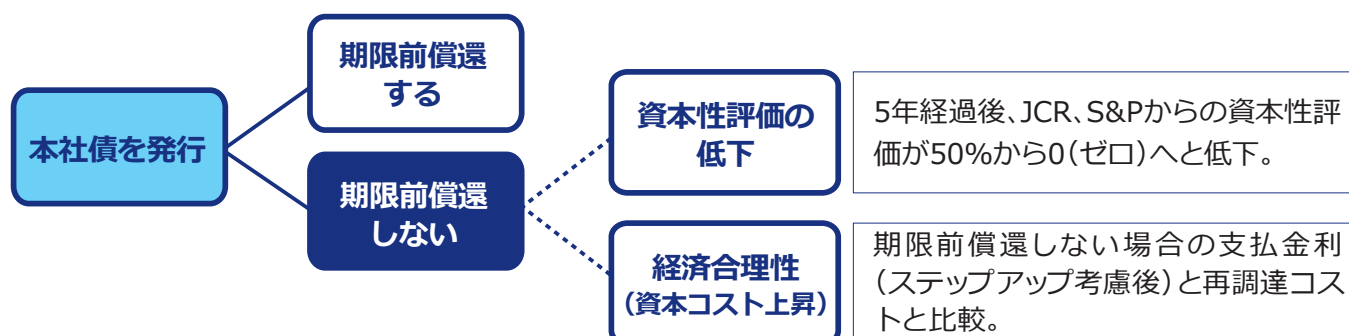 本社債を発行
期限前償還
する
期限前償還
しない
資本性評価の
低下
5年経過後、JCR、S&Pからの資本性評
価が50%から0(ゼロ)へと低下。
経済合理性
(資本コスト上昇)
期限前償還しない場合の支払金利
(ステップアップ考慮後)と再調達コス
トと比較。